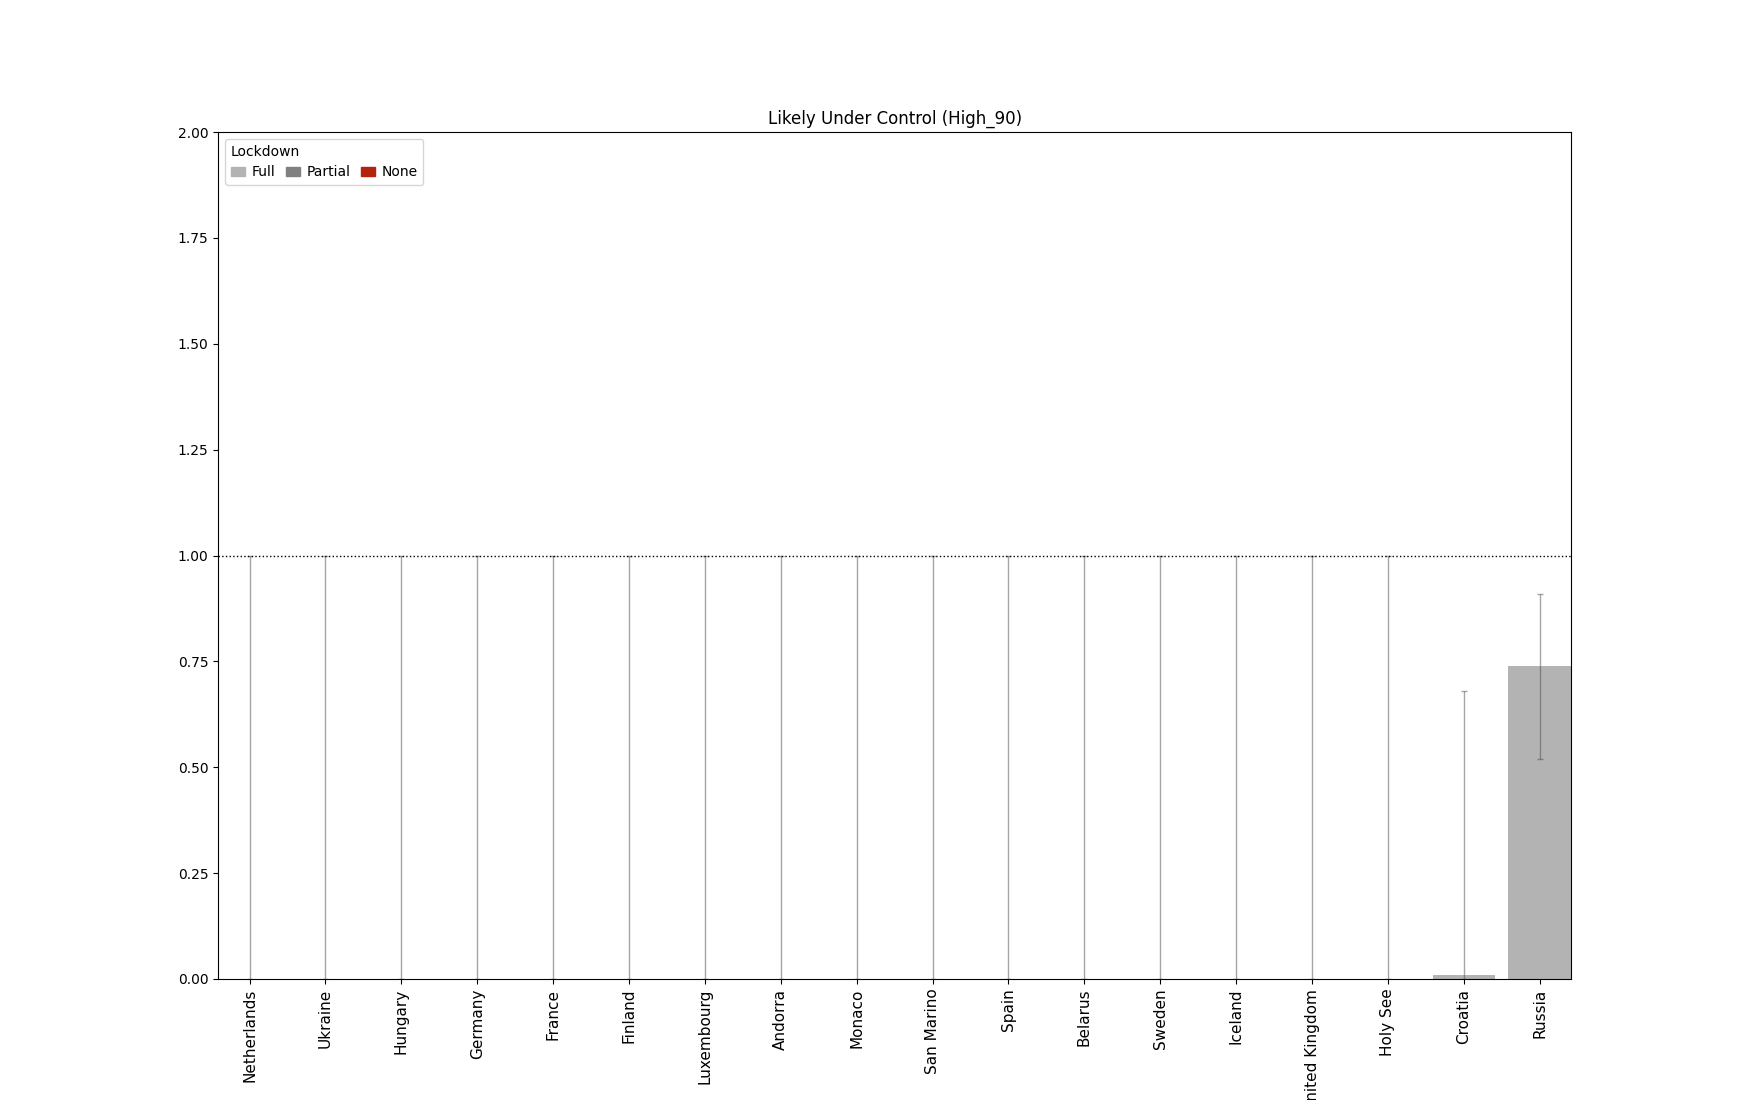 Likely Under Control (High_90)
Lockdown
Full Partial None
2.00
1.75
1.50
1.25
1.00
0.75
0.50
0.25
0.00
Netherlands
Ukraine
Hungary
Germany
France
Finland
Luxembourg
Andorra
Monaco
San Marino
Spain
Belarus
Sweden
Iceland
nited Kingdom
Holy See
Croatia
Russia